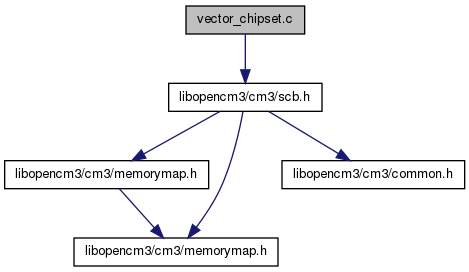 vector_chipset.c
libopencm3/cm3/scb.h
libopencm3/cm3/memorymap.h
libopencm3/cm3/common.h
libopencm3/cm3/memorymap.h